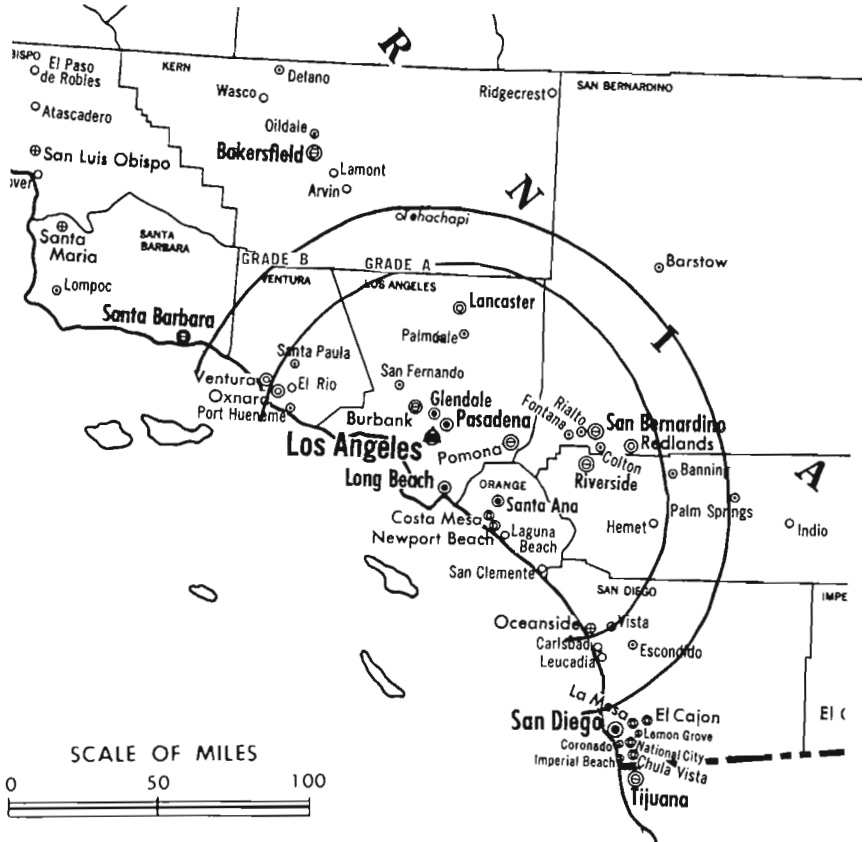 R
N
I
A
BISPO
El Paso
de Robles
KERN
Delano
Wasco
Ridgecrest
SAN BERNARDINO
Atascadero
Oildale
Bakersfield
San Luis Obispo
Lamont
Arvin
over
Tehachapi
Santa
Maria
SANTA
BARBARA
GRADE B
GRADE A
VENTURA
LOS ANGELES
Barstow
Lompoc
Santa Barbara
Lancaster
Palmdale
Santa Paula
San Fernando
Ventura
El Rio
Oxnard
Port Hueneme
Burbank
Glendale
Pasadena
Los Angeles
Pomona
Fontana
Rialto
San Bernardino
Redlands
Colton
Riverside
Banning
Long Beach
ORANGE
Santa Ana
Palm Springs
Costa Mesa
Newport Beach
Laguna
Beach
Hemet
Indio
San Clemente
SAN DIEGO
IMPE
Oceanside
Vista
Carlsbad
Leucadia
Escondido
La Mesa
El Cajon
El C
San Diego
Lemon Grove
Coronado
National City
Imperial Beach
Chula Vista
Tijuana
SCALE OF MILES
0 50 100